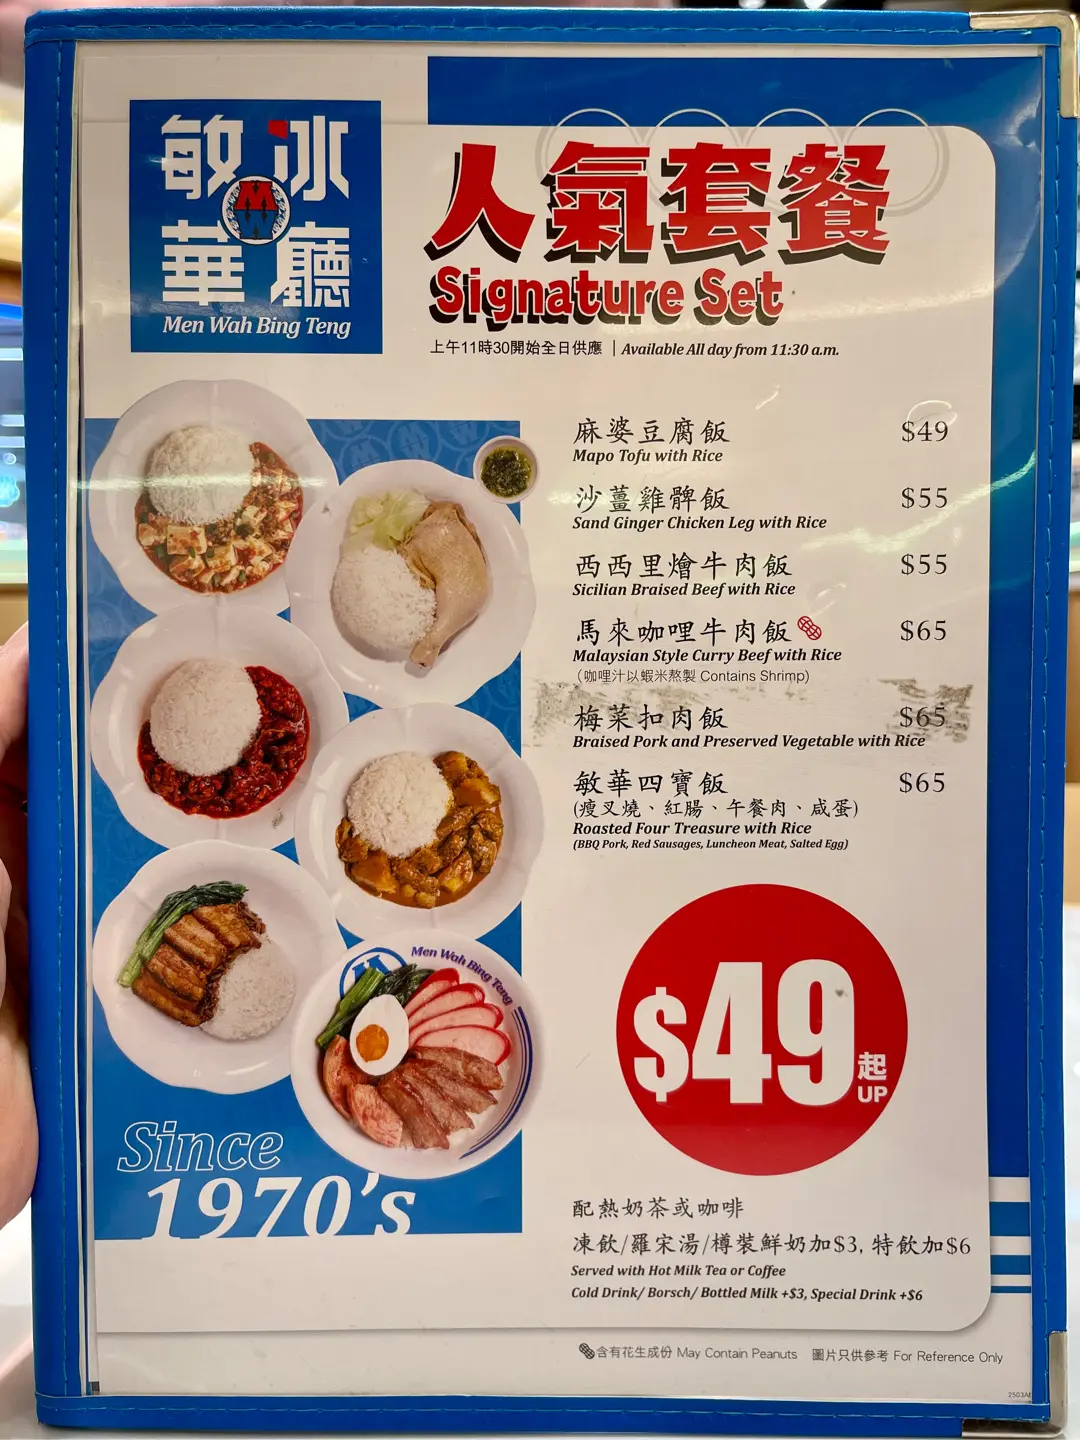 敏冰
華廳
MW
Men Wah Bing Teng
人氣套餐
Signature Set
上午11時30開始全日供應 | Available All day from 11:30 a.m.
麻婆豆腐飯 $49
Mapo Tofu with Rice
沙薑雞髀飯 $55
Sand Ginger Chicken Leg with Rice
西西里燴牛肉飯 $55
Sicilian Braised Beef with Rice
馬來咖哩牛肉飯 $65
Malaysian Style Curry Beef with Rice
(咖哩汁以蝦米熬製 Contains Shrimp)
梅菜扣肉飯 $65
Braised Pork and Preserved Vegetable with Rice
敏華四寶飯 $65
(瘦叉燒、紅腸、午餐肉、咸蛋)
Roasted Four Treasure with Rice
(BBQ Pork, Red Sausages, Luncheon Meat, Salted Egg)
Men Wah Bing Teng
$49起
UP
Since
1970's
配熱奶茶或咖啡
凍飲/羅宋湯/樽裝鮮奶加$3, 特飲加$6
Served with Hot Milk Tea or Coffee
Cold Drink/ Borsch/ Bottled Milk +$3, Special Drink +$6
含有花生成份 May Contain Peanuts 圖片只供參考 For Reference Only